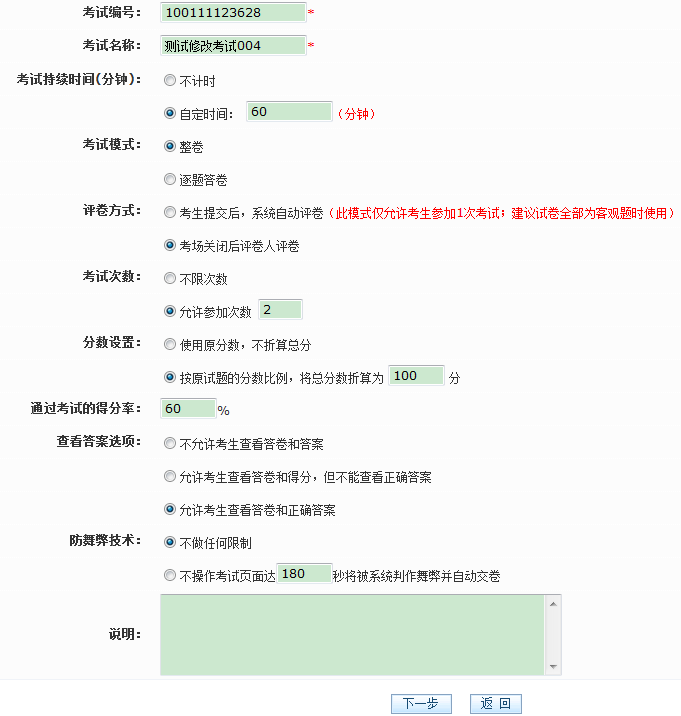 考试编号： 100111123628 *
考试名称： 测试修改考试004 *
考试持续时间(分钟)： 不计时
自定时间： 60 （分钟）
考试模式： 整卷
逐题答卷
评卷方式： 考生提交后，系统自动评卷（此模式仅允许考生参加1次考试；建议试卷全部为客观题时使用）
考场关闭后评卷人评卷
考试次数： 不限次数
允许参加次数 2
分数设置： 使用原分数，不折算总分
按原试题的分数比例，将总分数折算为 100 分
通过考试的得分率： 60 %
查看答案选项： 不允许考生查看答卷和答案
允许考生查看答卷和得分，但不能查看正确答案
允许考生查看答卷和正确答案
防舞弊技术： 不做任何限制
不操作考试页面达 180 秒将被系统判作舞弊并自动交卷
说明：
下一步 返 回